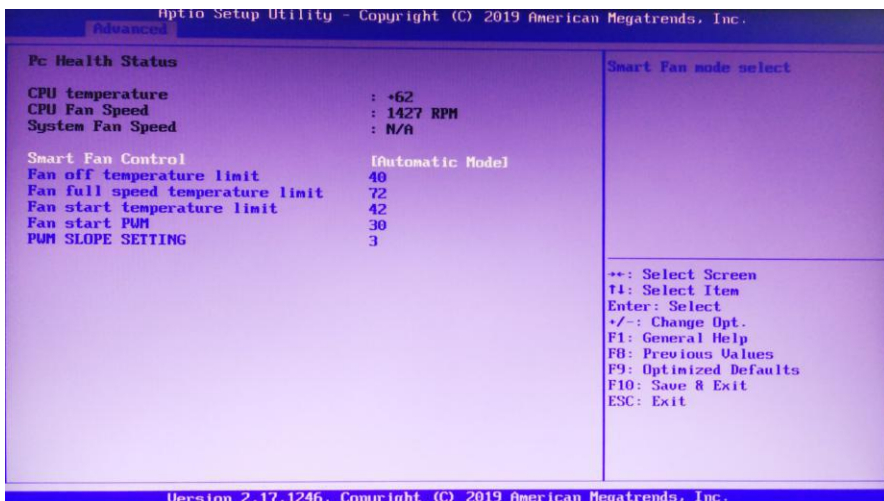 Aptio Setup Utility - Copyright (C) 2019 American Megatrends, Inc.
Advanced
Pc Health Status
CPU temperature : +62
CPU Fan Speed : 1427 RPM
System Fan Speed : N/A
Smart Fan Control [Automatic Mode]
Fan off temperature limit 40
Fan full speed temperature limit 72
Fan start temperature limit 42
Fan start PWM 30
PWM SLOPE SETTING 3
Smart Fan mode select
→←: Select Screen
↑↓: Select Item
Enter: Select
+/-: Change Opt.
F1: General Help
F8: Previous Values
F9: Optimized Defaults
F10: Save & Exit
ESC: Exit
Version 2.17.1246. Copyright (C) 2019 American Megatrends, Inc.